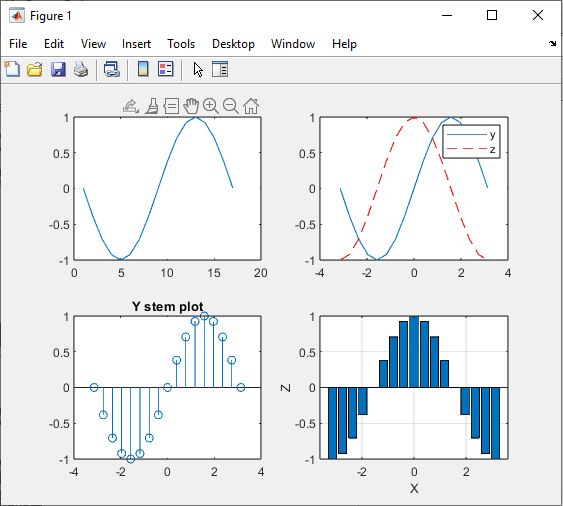 Figure 1
File Edit View Insert Tools Desktop Window Help
1
0.5
0
-0.5
-1
0 5 10 15 20
1
0.5
0
-0.5
-1
-4 -2 0 2 4
y
z
Y stem plot
1
0.5
0
-0.5
-1
-4 -2 0 2 4
Z
1
0.5
0
-0.5
-1
-2 0 2
X